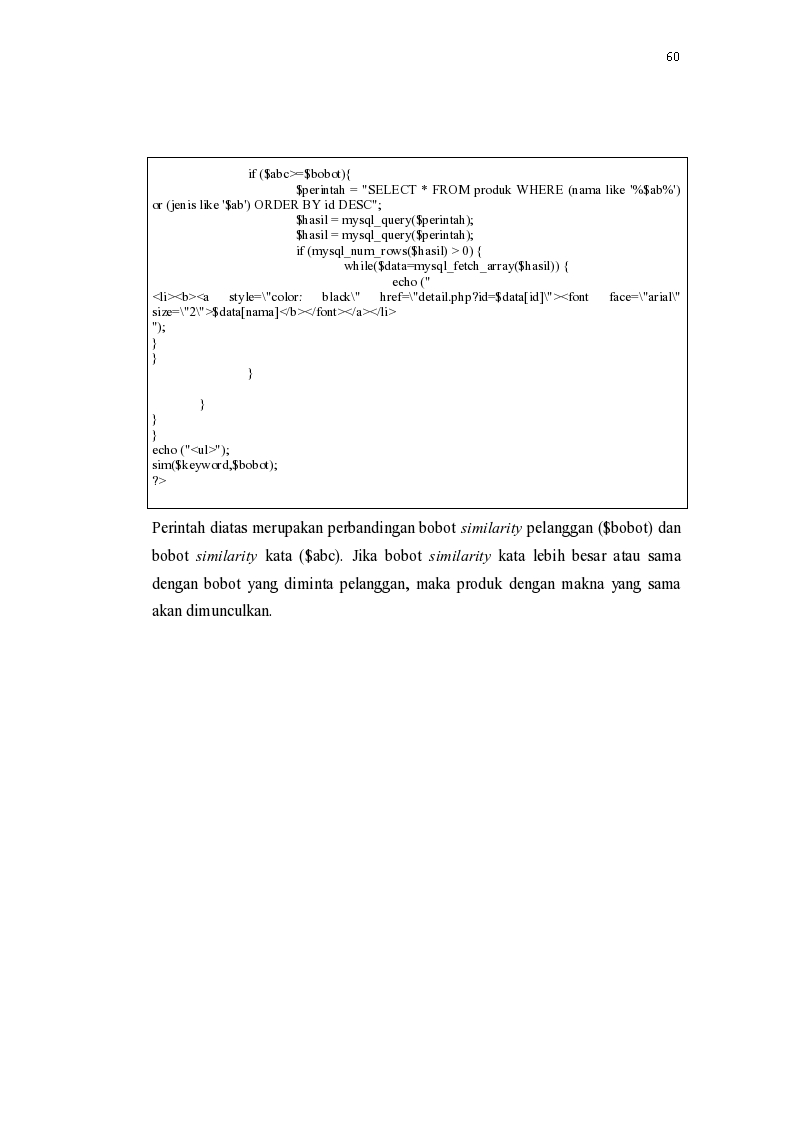 60
if ($abc>=$bobot){
$perintah = "SELECT * FROM produk WHERE (nama like '%$ab%')
or (jenis like '$ab') ORDER BY id DESC";
$hasil = mysql_query($perintah);
$hasil = mysql_query($perintah);
if (mysql_num_rows($hasil) > 0) {
while($data=mysql_fetch_array($hasil)) {
echo ("
<li><b><a style=\"color: black\" href=\"detail.php?id=$data[id]\"><font face=\"arial\"
size=\"2\">$data[nama]</b></font></a></li>
");
}
}
}
}
}
}
echo ("<ul>");
sim($keyword,$bobot);
?>
Perintah diatas merupakan perbandingan bobot similarity pelanggan ($bobot) dan
bobot similarity kata ($abc). Jika bobot similarity kata lebih besar atau sama
dengan bobot yang diminta pelanggan, maka produk dengan makna yang sama
akan dimunculkan.